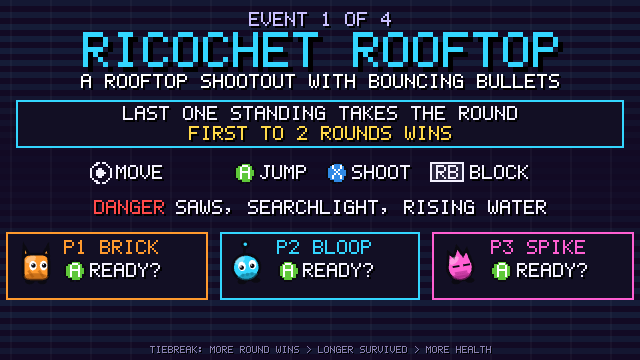 EVENT 1 OF 4
RICOCHET ROOFTOP
A ROOFTOP SHOOTOUT WITH BOUNCING BULLETS
LAST ONE STANDING TAKES THE ROUND
FIRST TO 2 ROUNDS WINS
MOVE A JUMP X SHOOT RB BLOCK
DANGER SAWS, SEARCHLIGHT, RISING WATER
P1 BRICK
A READY?
P2 BLOOP
A READY?
P3 SPIKE
A READY?
TIEBREAK: MORE ROUND WINS > LONGER SURVIVED > MORE HEALTH